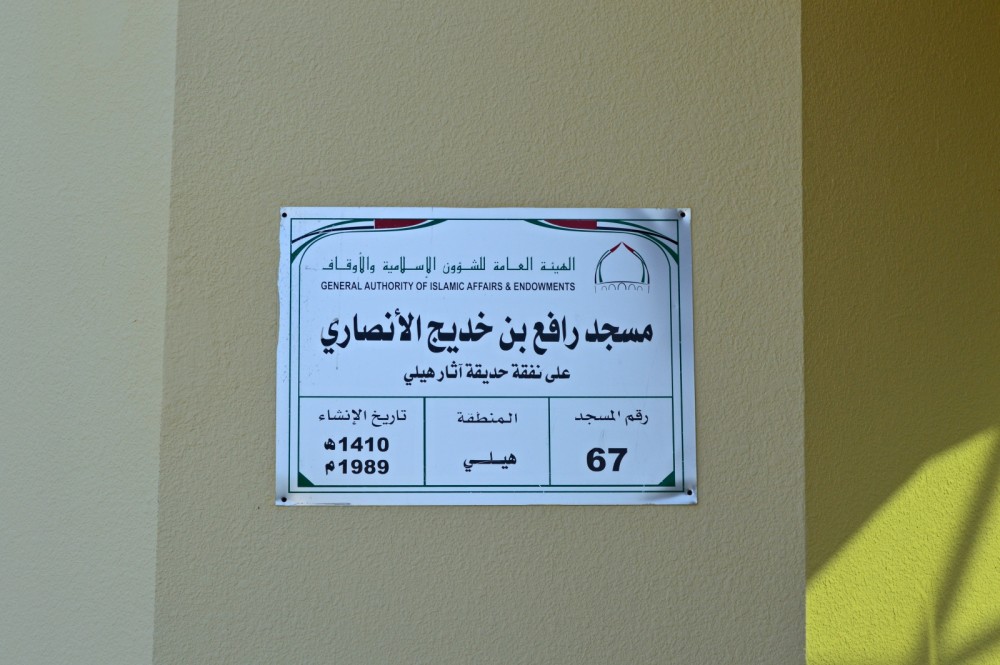 الهيئة العامة للشؤون الإسلامية والأوقاف
GENERAL AUTHORITY OF ISLAMIC AFFAIRS & ENDOWMENTS
مسجد رافع بن خديج الأنصاري
على نفقة حديقة آثار هيلي
رقم المسجد
67
المنطقة
هيلي
تاريخ الإنشاء
1410هـ
1989م